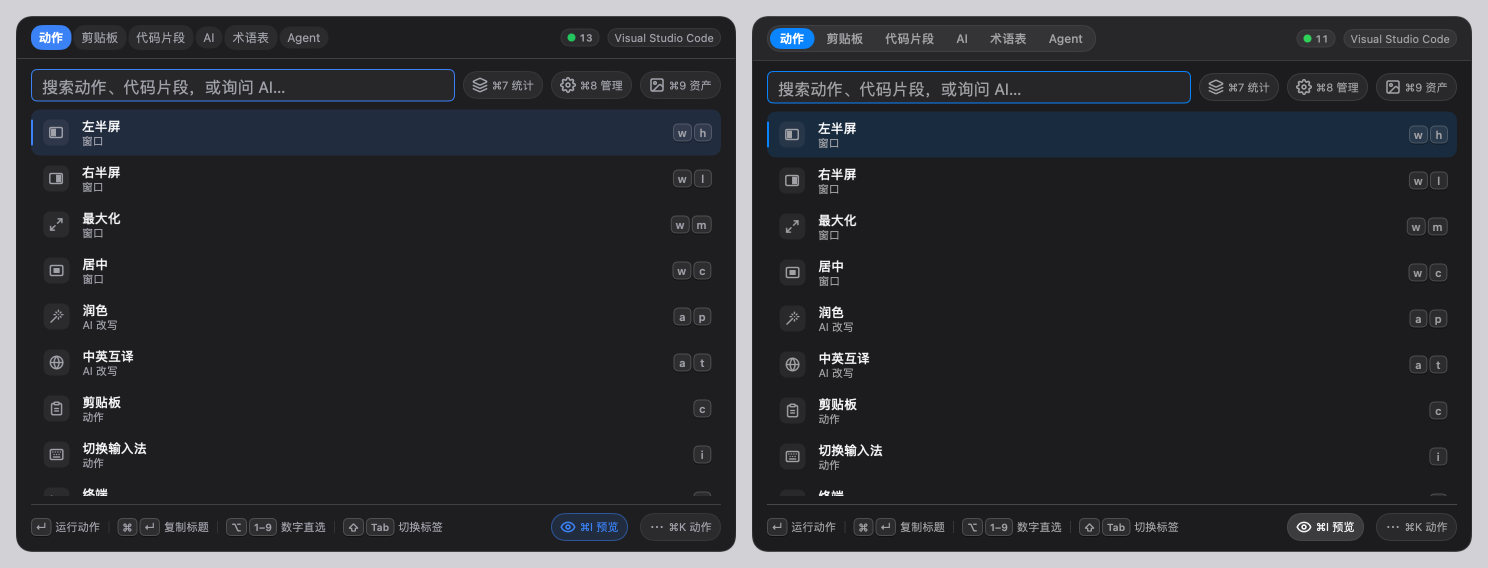 动作 剪贴板 代码片段 AI 术语表 Agent 13 Visual Studio Code
搜索动作、代码片段，或询问 AI... ⌘7 统计 ⌘8 管理 ⌘9 资产
左半屏 w h
窗口
右半屏 w l
窗口
最大化 w m
窗口
居中 w c
窗口
润色 a p
AI 改写
中英互译 a t
AI 改写
剪贴板 c
动作
切换输入法 i
动作
终端
↵ 运行动作 ⌘ ↵ 复制标题 ⌥ 1–9 数字直选 ⇧ Tab 切换标签 ⌘I 预览 ··· ⌘K 动作
动作 剪贴板 代码片段 AI 术语表 Agent 11 Visual Studio Code
搜索动作、代码片段，或询问 AI... ⌘7 统计 ⌘8 管理 ⌘9 资产
左半屏 w h
窗口
右半屏 w l
窗口
最大化 w m
窗口
居中 w c
窗口
润色 a p
AI 改写
中英互译 a t
AI 改写
剪贴板 c
动作
切换输入法 i
动作
终端
↵ 运行动作 ⌘ ↵ 复制标题 ⌥ 1–9 数字直选 ⇧ Tab 切换标签 ⌘I 预览 ··· ⌘K 动作